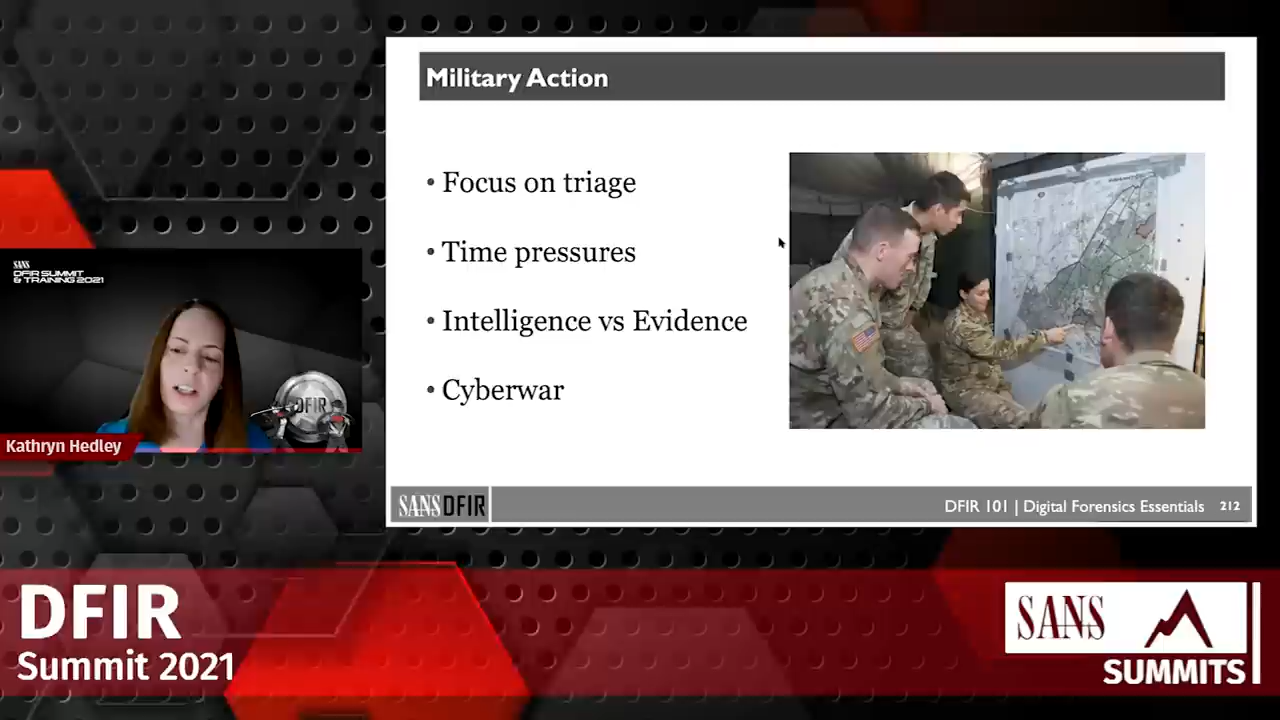 Military Action
• Focus on triage
• Time pressures
• Intelligence vs Evidence
• Cyberwar
SANS DFIR
DFIR 101 | Digital Forensics Essentials 212
SANS
DFIR SUMMIT
& TRAINING 2021
DFIR
Kathryn Hedley
DFIR
Summit 2021
SANS
SUMMITS